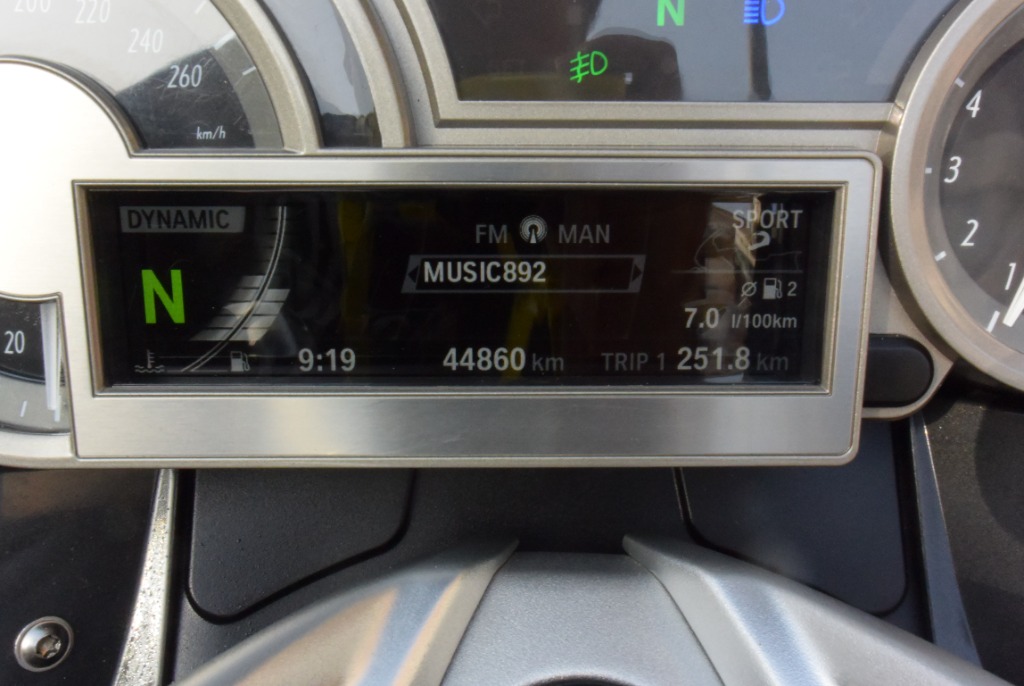 200 220
240
260
km/h
N
4
3
2
1
20
DYNAMIC
FM MAN
SPORT
MUSIC892
N
2
7.0 l/100km
9:19 44860 km TRIP 1 251.8 km